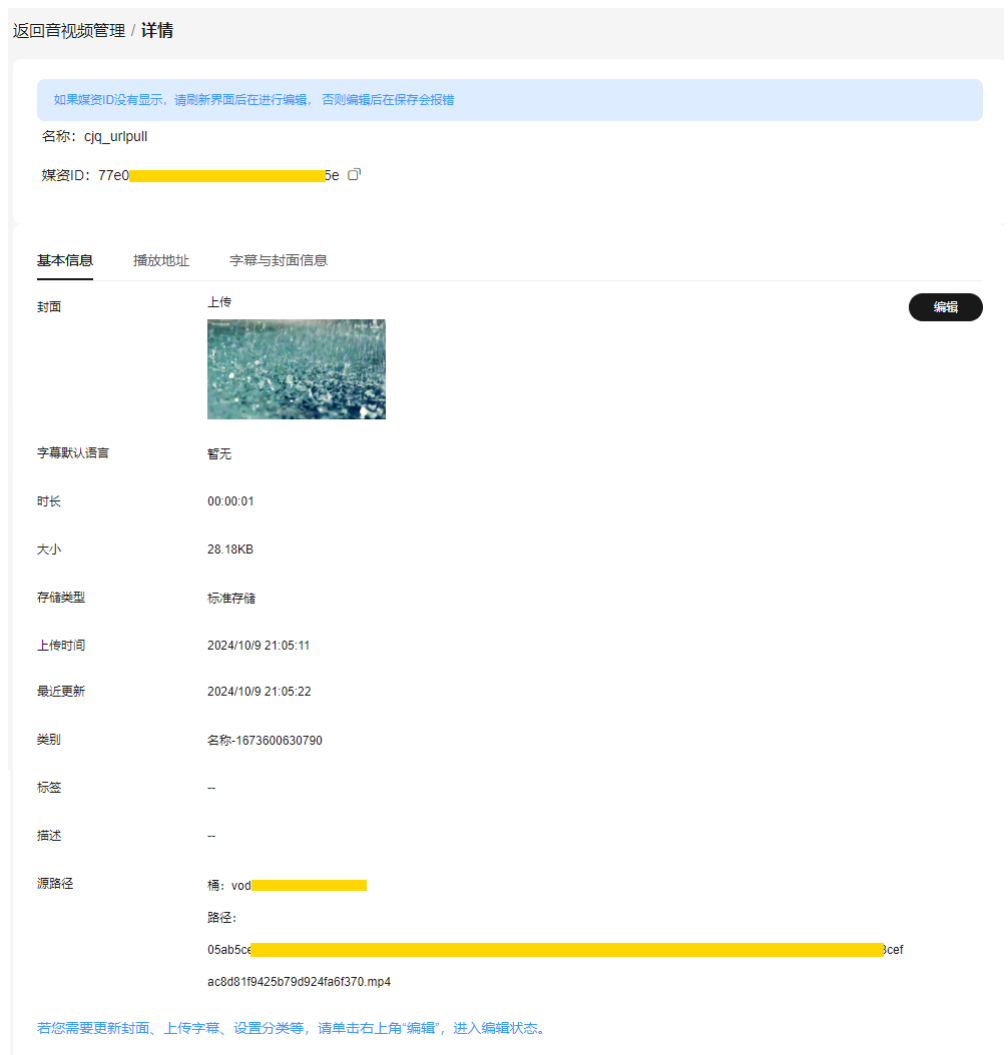 返回音视频管理 / 详情
如果媒资ID没有显示，请刷新界面后在进行编辑， 否则编辑后在保存会报错
名称：cjq_urlpull
媒资ID：77e0 5e
基本信息 播放地址 字幕与封面信息
封面 上传 编辑
字幕默认语言 暂无
时长 00:00:01
大小 28.18KB
存储类型 标准存储
上传时间 2024/10/9 21:05:11
最近更新 2024/10/9 21:05:22
类别 名称-1673600630790
标签 --
描述 --
源路径 桶：vod
路径：
05ab5ce 3cef
ac8d81f9425b79d924fa6f370.mp4
若您需要更新封面、上传字幕、设置分类等，请单击右上角“编辑”，进入编辑状态。